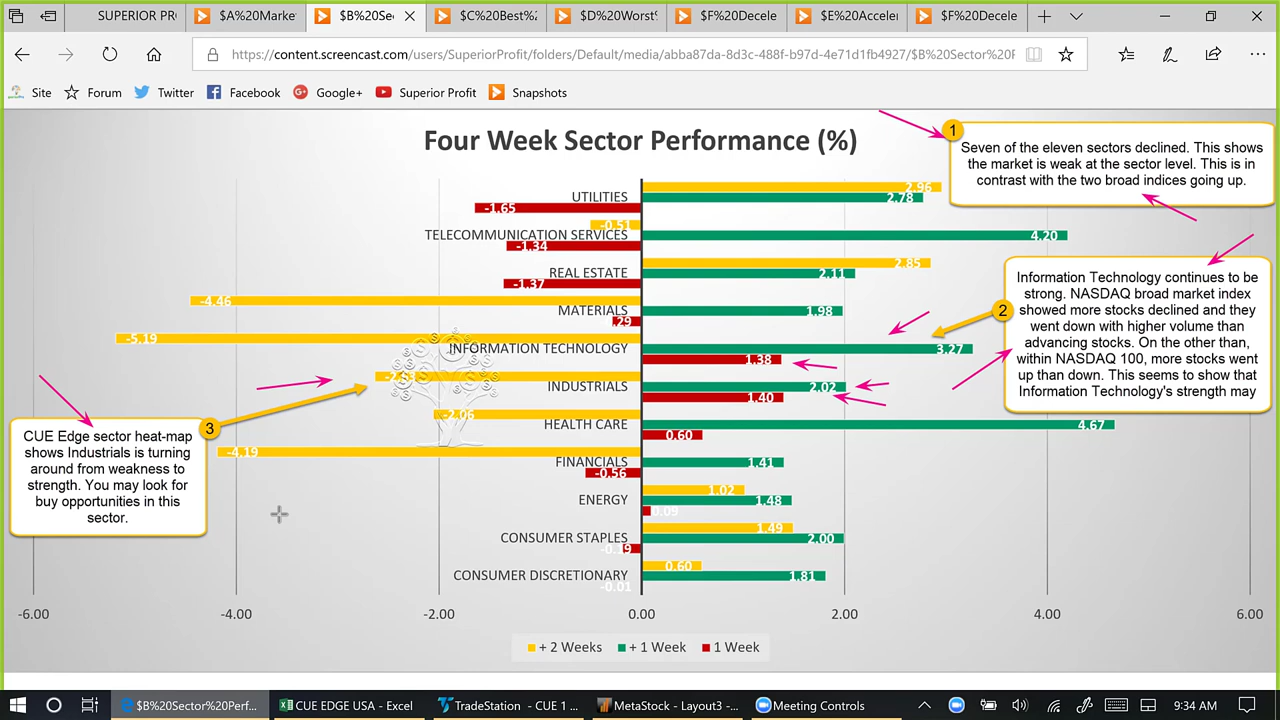 SUPERIOR PR(
$A%20Marke
$B%20Sec
$C%20Best%2
$D%20Worst%
$F%20Decele
$E%20Acceler
$F%20Decele
https://content.screencast.com/users/SuperiorProfit/folders/Default/media/abba87da-8d3c-488f-b97d-4e71d1fb4927/$B%20Sector%20F
Site
Forum
Twitter
Facebook
Google+
Superior Profit
Snapshots
Four Week Sector Performance (%)
1
Seven of the eleven sectors declined. This shows
the market is weak at the sector level. This is in
contrast with the two broad indices going up.
2
Information Technology continues to be
strong. NASDAQ broad market index
showed more stocks declined and they
went down with higher volume than
advancing stocks. On the other than,
within NASDAQ 100, more stocks went
up than down. This seems to show that
Information Technology's strength may
3
CUE Edge sector heat-map
shows Industrials is turning
around from weakness to
strength. You may look for
buy opportunities in this
sector.
UTILITIES
2.96
2.78
-1.65
TELECOMMUNICATION SERVICES
-0.51
4.20
-1.34
REAL ESTATE
2.85
2.11
-1.37
MATERIALS
-4.46
1.98
.29
INFORMATION TECHNOLOGY
-5.19
3.27
1.38
INDUSTRIALS
2.02
1.40
HEALTH CARE
-2.06
4.67
0.60
FINANCIALS
-4.19
1.41
-0.56
ENERGY
1.02
1.48
0.09
CONSUMER STAPLES
1.49
2.00
-0.19
CONSUMER DISCRETIONARY
0.60
1.81
-0.01
-6.00 -4.00 -2.00 0.00 2.00 4.00 6.00
+ 2 Weeks + 1 Week 1 Week
$B%20Sector%20Perf...
CUE EDGE USA - Excel
TradeStation - CUE 1 ...
MetaStock - Layout3 - ...
Meeting Controls
9:34 AM